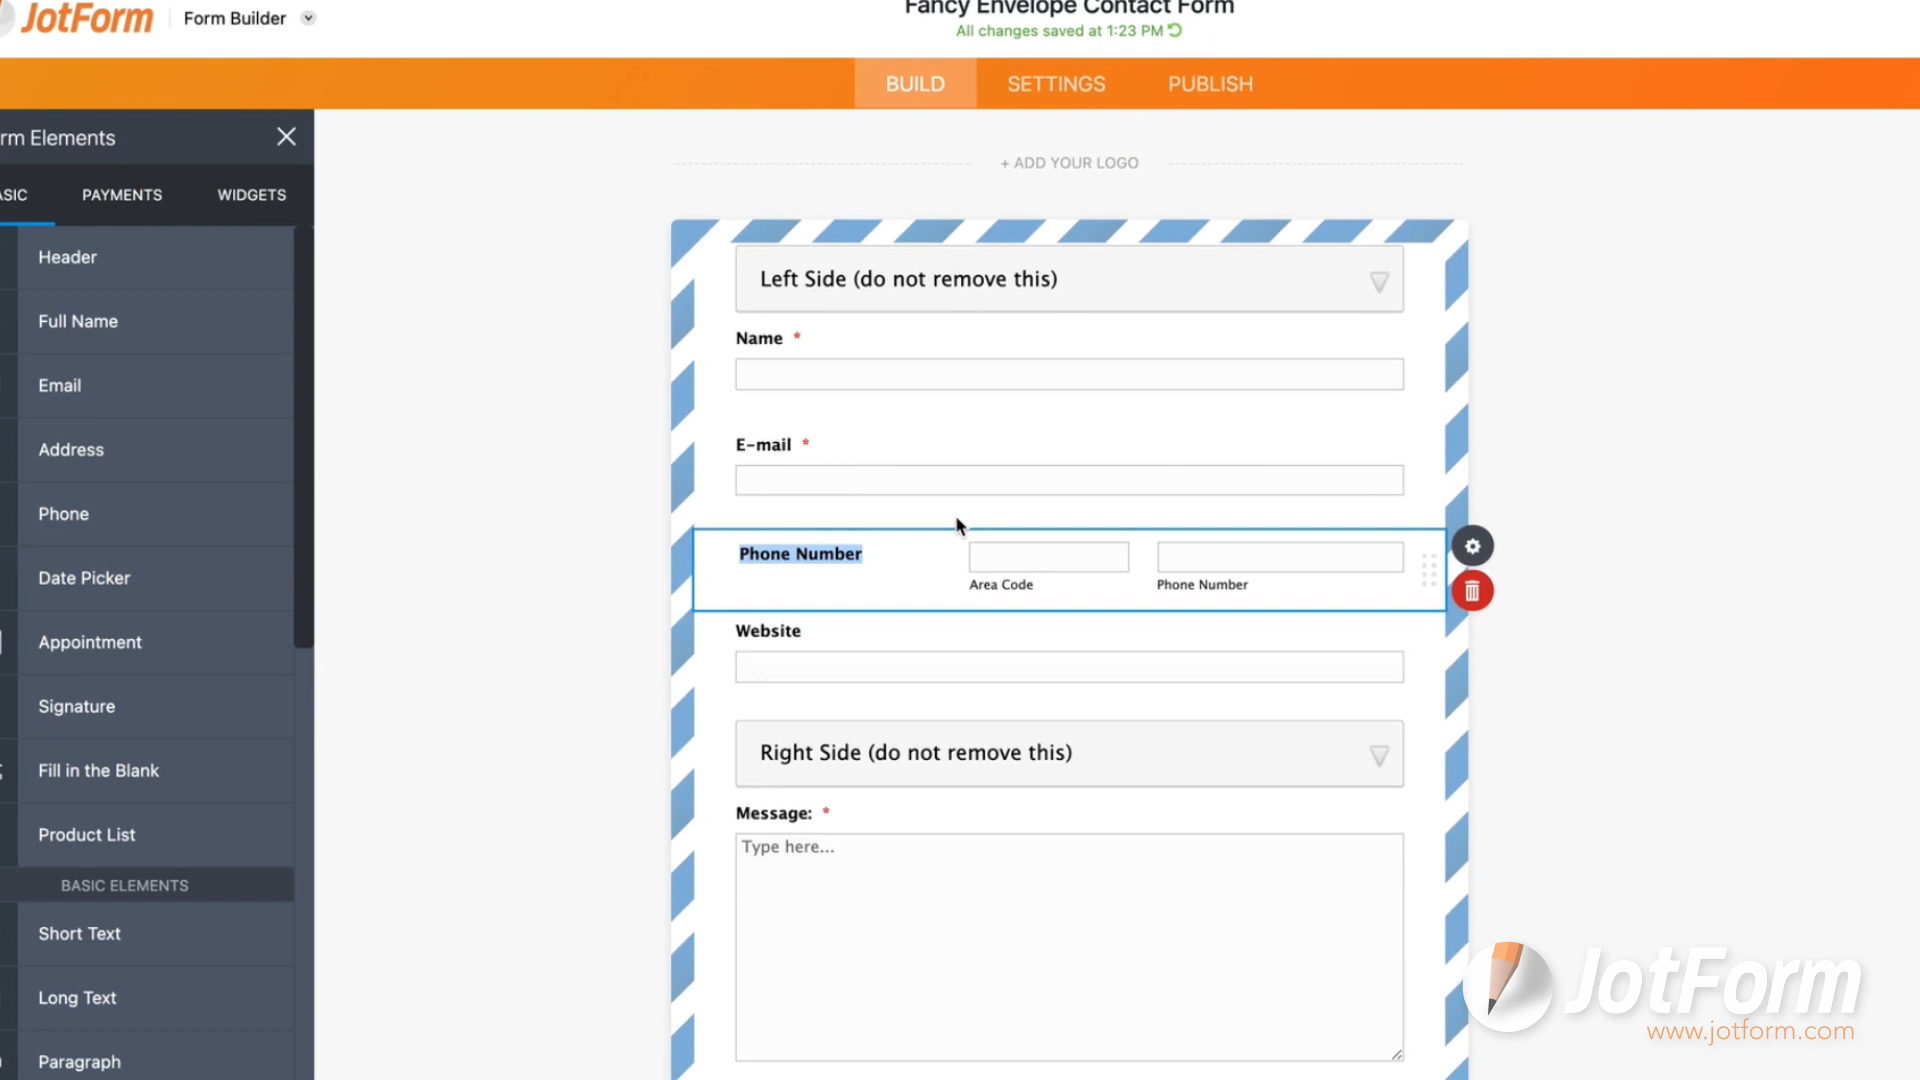 JotForm
Form Builder
Fancy Envelope Contact Form
All changes saved at 1:23 PM
BUILD
SETTINGS
PUBLISH
rm Elements
ASIC
PAYMENTS
WIDGETS
Header
Full Name
Email
Address
Phone
Date Picker
Appointment
Signature
Fill in the Blank
Product List
BASIC ELEMENTS
Short Text
Long Text
Paragraph
+ ADD YOUR LOGO
Left Side (do not remove this)
Name *
E-mail *
Phone Number
Area Code
Phone Number
Website
Right Side (do not remove this)
Message: *
Type here...
JotForm
www.jotform.com